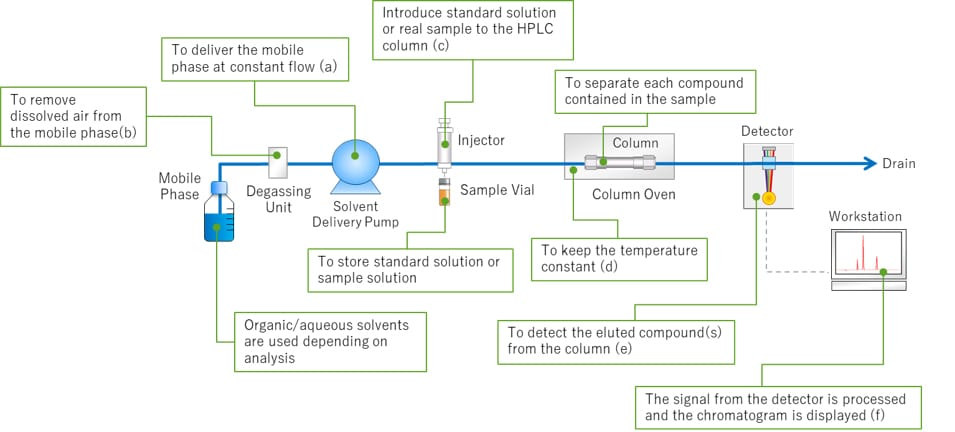 Introduce standard solution
or real sample to the HPLC
column (c)
To deliver the mobile
phase at constant flow (a)
To remove
dissolved air from
the mobile phase(b)
To separate each compound
contained in the sample
Injector
Column
Detector
Drain
Mobile
Phase
Degassing
Unit
Solvent
Delivery Pump
Sample Vial
Column Oven
Workstation
To store standard solution or
sample solution
To keep the temperature
constant (d)
Organic/aqueous solvents
are used depending on
analysis
To detect the eluted compound(s)
from the column (e)
The signal from the detector is processed
and the chromatogram is displayed (f)